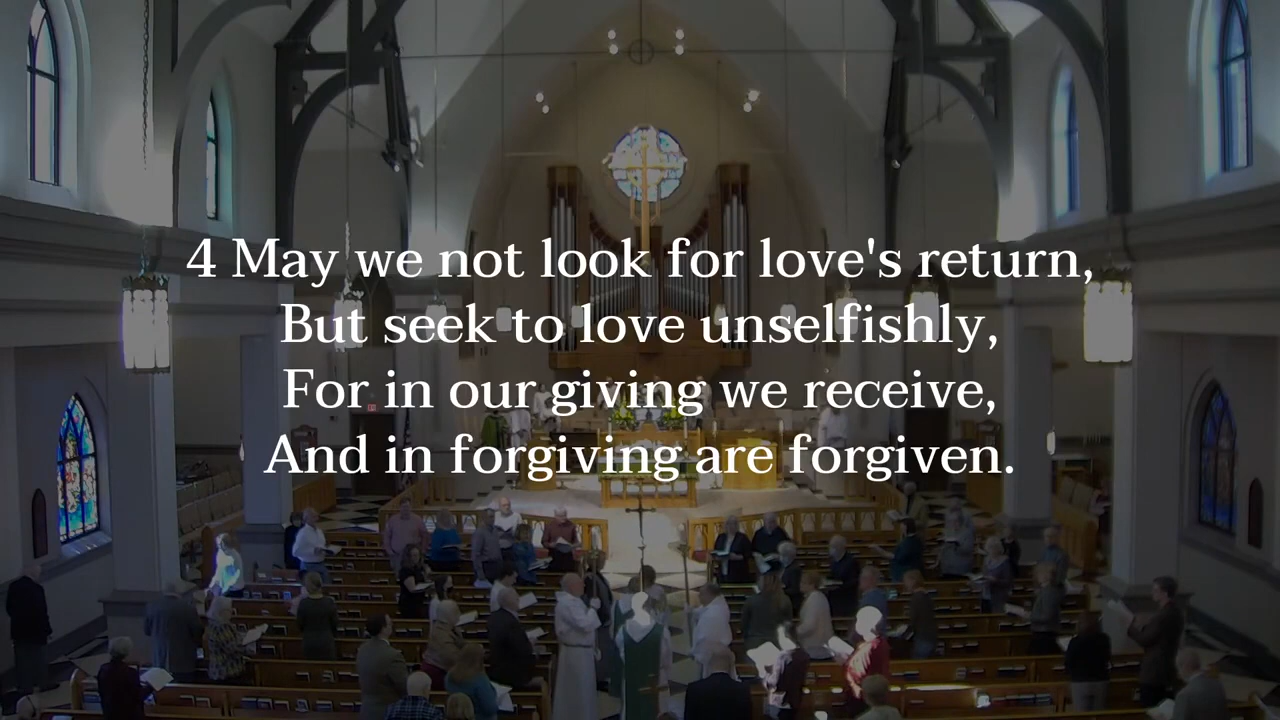 4 May we not look for love's return,
But seek to love unselfishly,
For in our giving we receive,
And in forgiving are forgiven.